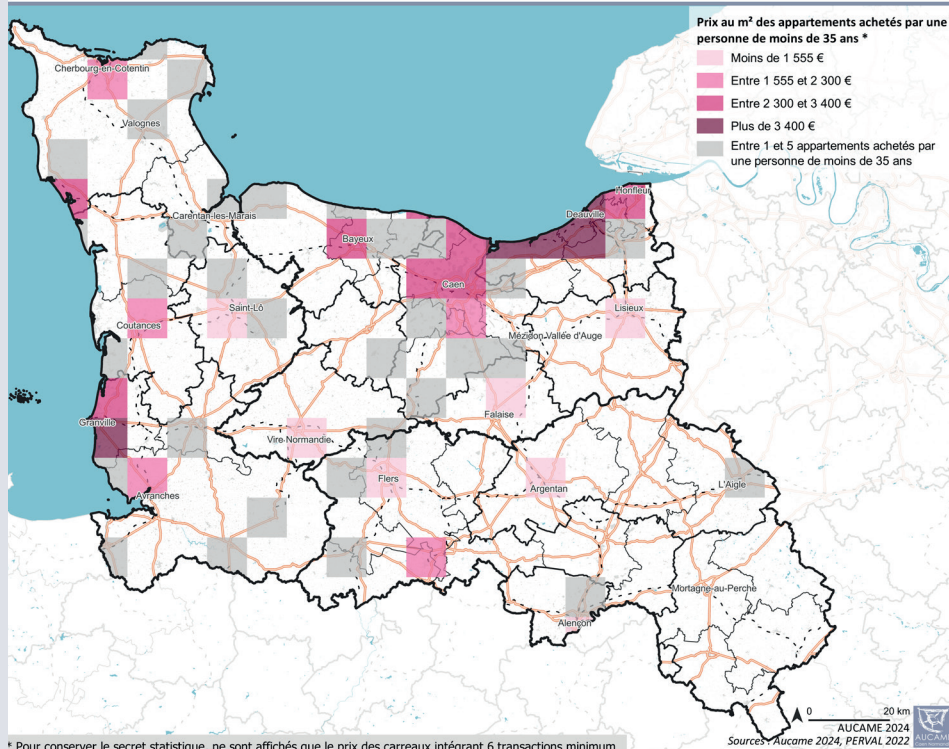 Prix au m² des appartements achetés par une
personne de moins de 35 ans *
Moins de 1 555 €
Entre 1 555 et 2 300 €
Entre 2 300 et 3 400 €
Plus de 3 400 €
Entre 1 et 5 appartements achetés par
une personne de moins de 35 ans
Cherbourg-en-Cotentin
Valognes
Honfleur
Carentan-les-Marais
Deauville
Bayeux
Caen
Saint-Lô
Lisieux
Coutances
Mézidon Vallée d'Auge
Falaise
Granville
Vire Normandie
Flers
L'Aigle
Argentan
Avranches
Mortagne-au-Perche
Alençon
0 20 km
AUCAME 2024
Sources : Aucame 2024, PERVAL 2022
AUCAME
* Pour conserver le secret statistique, ne sont affichés que le prix des carreaux intégrant 6 transactions minimum